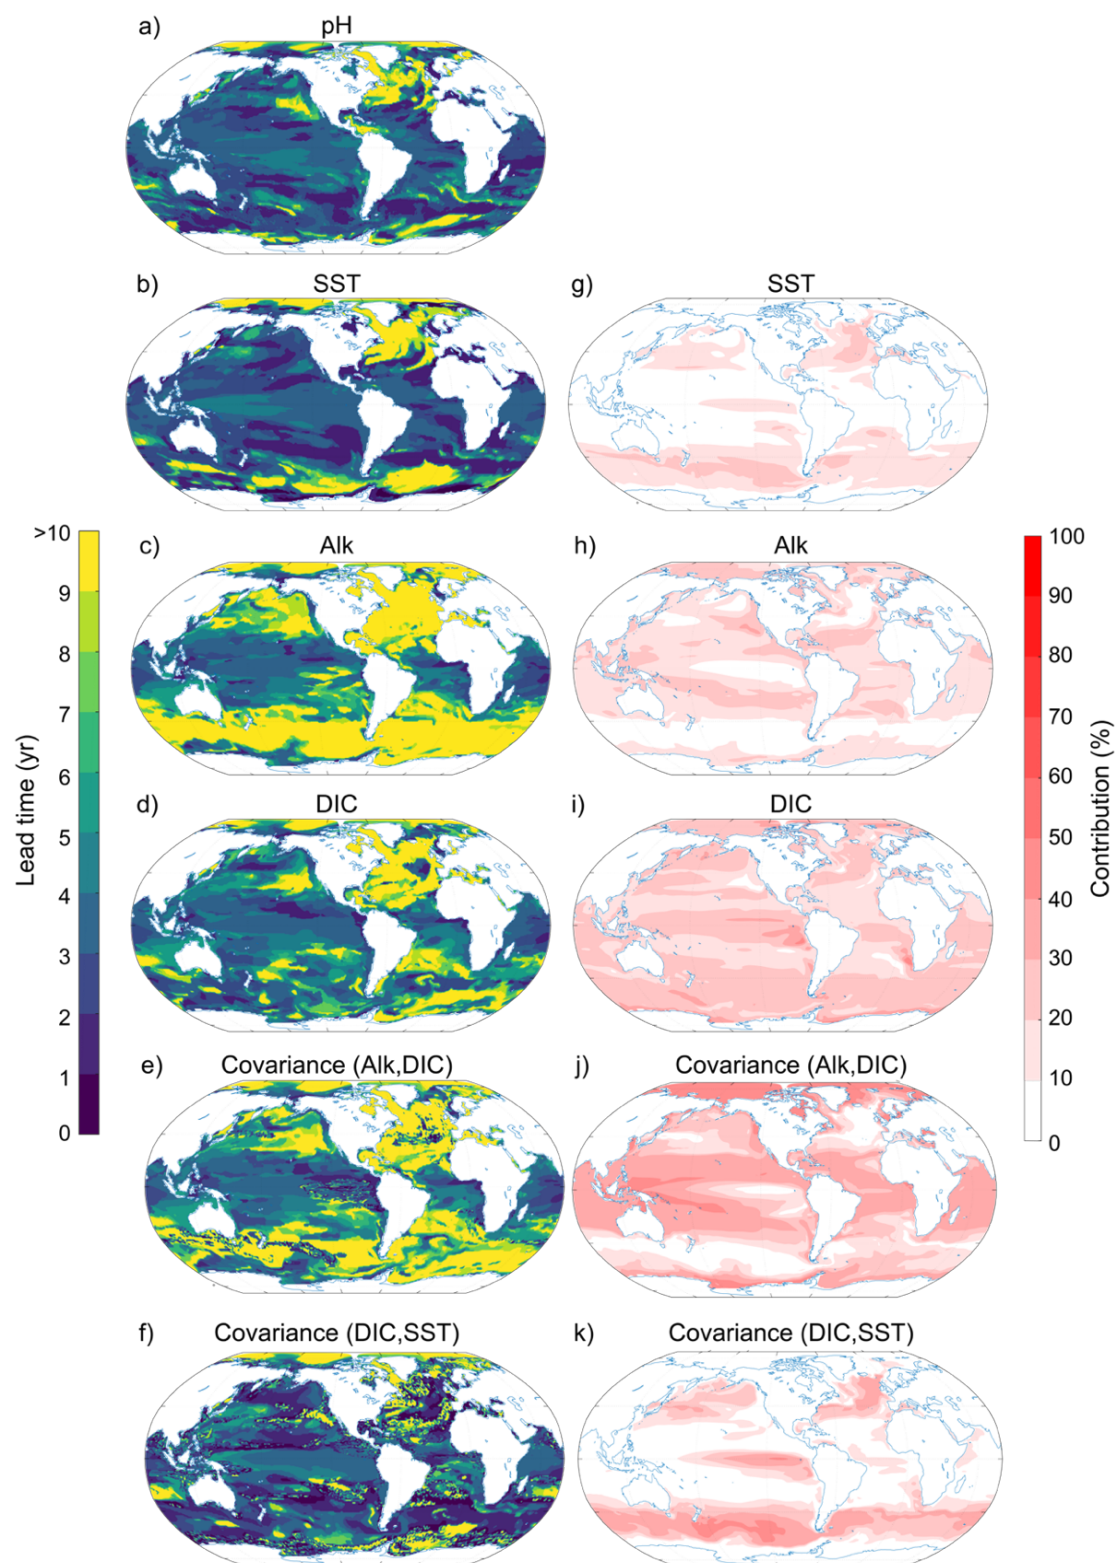 a)
pH
b)
SST
g)
SST
c)
Alk
h)
Alk
d)
DIC
i)
DIC
e)
Covariance (Alk,DIC)
j)
Covariance (Alk,DIC)
f)
Covariance (DIC,SST)
k)
Covariance (DIC,SST)
Lead time (yr)
>10
9
8
7
6
5
4
3
2
1
0
Contribution (%)
100
90
80
70
60
50
40
30
20
10
0